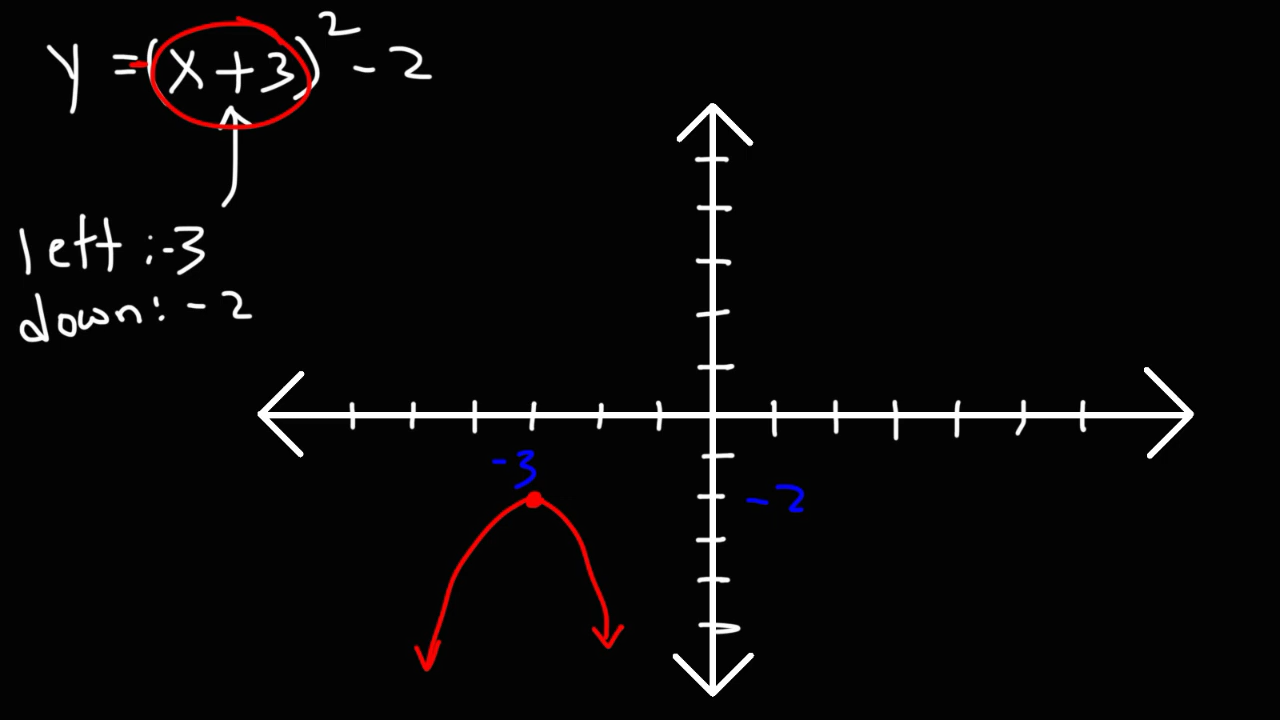 y = -(x+3)² - 2
left : -3
down: -2
-3
-2